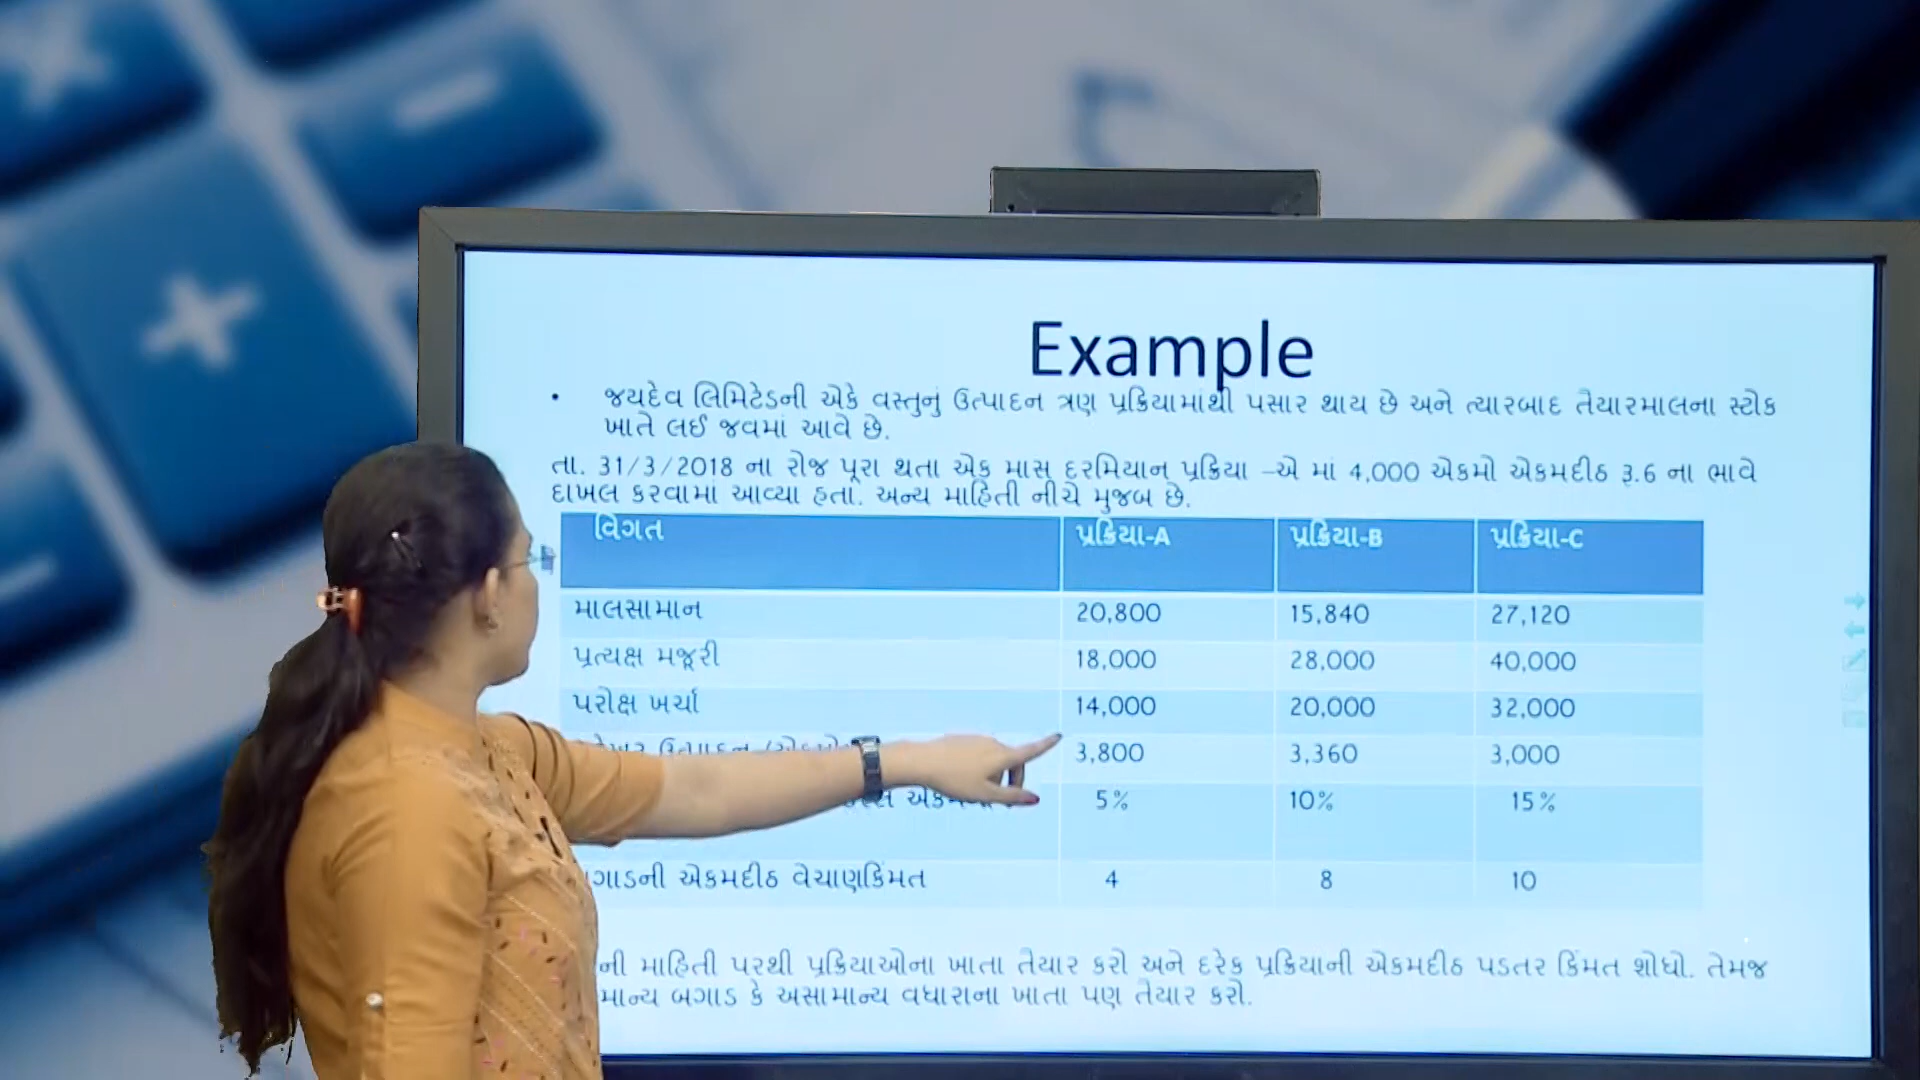 Example
• જયદેવ લિમિટેડની એકે વસ્તુનું ઉત્પાદન ત્રણ પ્રક્રિયામાંથી પસાર થાય છે અને ત્યારબાદ તૈયારમાલના સ્ટોક
ખાતે લઈ જવમાં આવે છે.
તા. 31/3/2018 ના રોજ પૂરા થતા એક માસ દરમિયાન પ્રક્રિયા –એ માં 4,000 એકમો એકમદીઠ રૂ.6 ના ભાવે
દાખલ કરવામાં આવ્યા હતા. અન્ય માહિતી નીચે મુજબ છે.
વિગત પ્રક્રિયા-A પ્રક્રિયા-B પ્રક્રિયા-C
માલસામાન 20,800 15,840 27,120
પ્રત્યક્ષ મજૂરી 18,000 28,000 40,000
પરોક્ષ ખર્ચા 14,000 20,000 32,000
ઉત્પાદન 3,800 3,360 3,000
5% 10% 15%
ગાડની એકમદીઠ વેચાણકિંમત 4 8 10
ની માહિતી પરથી પ્રક્રિયાઓના ખાતા તૈયાર કરો અને દરેક પ્રક્રિયાની એકમદીઠ પડતર કિંમત શોધો. તેમજ
માન્ય બગાડ કે અસામાન્ય વધારાના ખાતા પણ તૈયાર કરો.